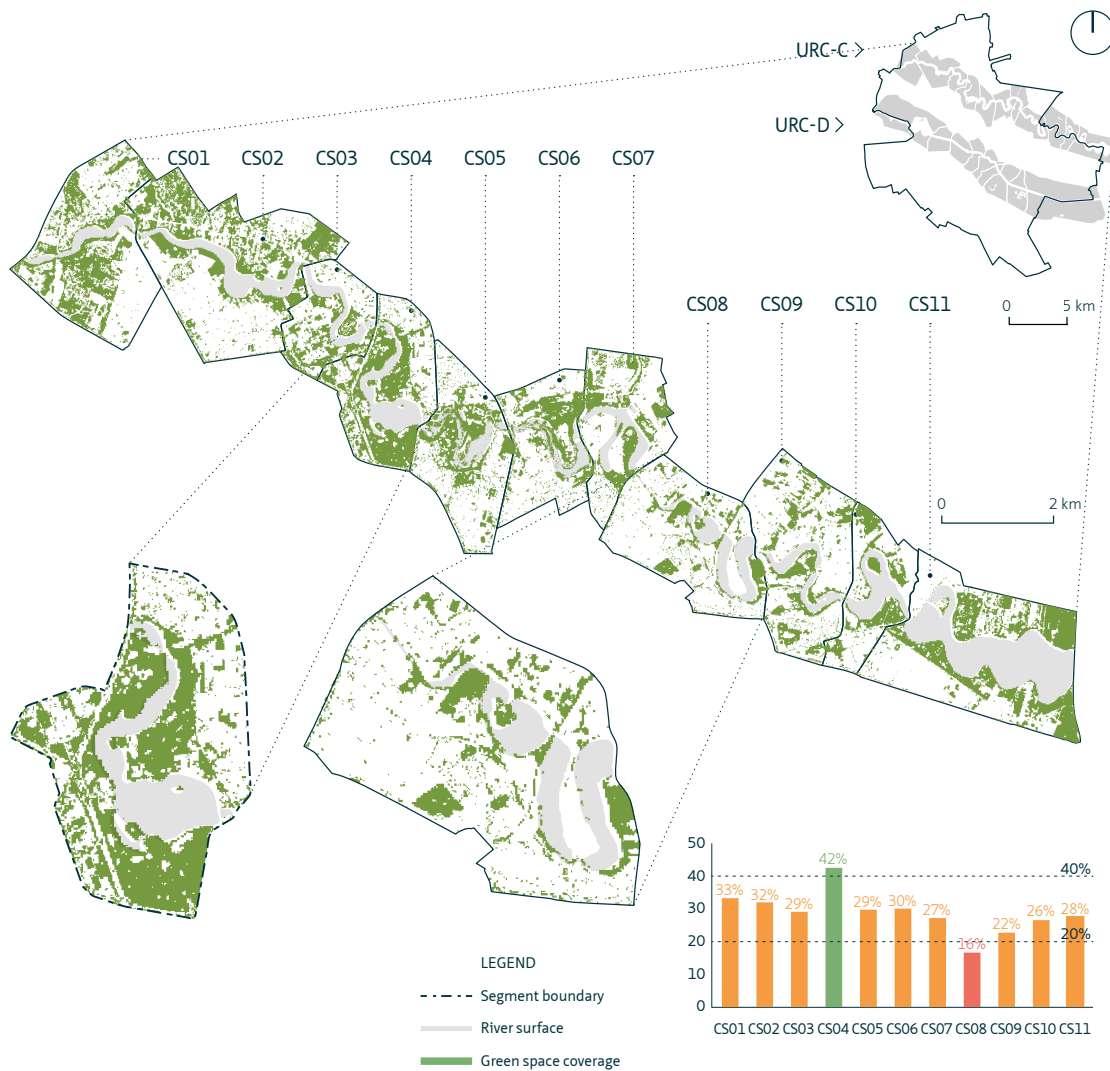 URC-C >
URC-D >
CS01 CS02 CS03 CS04 CS05 CS06 CS07
CS08 CS09 CS10 CS11
0 5 km
0 2 km
50
40
30
20
10
0
40%
20%
33% 32% 29% 42% 29% 30% 27% 16% 22% 26% 28%
CS01 CS02 CS03 CS04 CS05 CS06 CS07 CS08 CS09 CS10 CS11
LEGEND
Segment boundary
River surface
Green space coverage